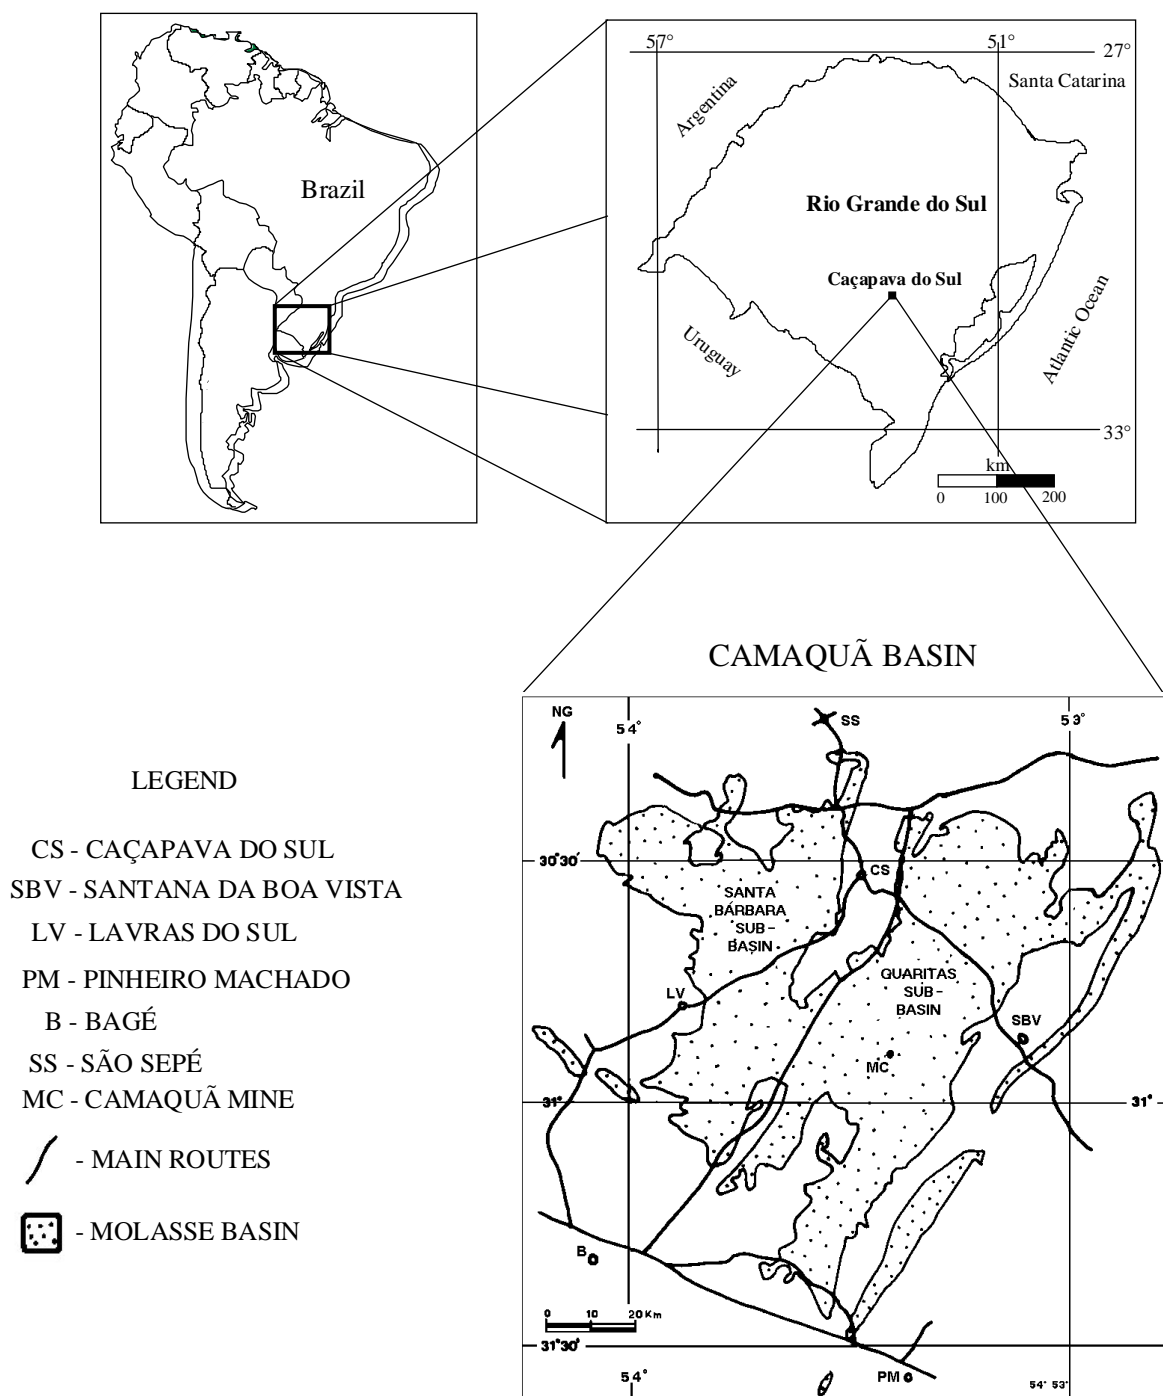 Brazil
57°
51°
27°
Santa Catarina
Argentina
Rio Grande do Sul
Caçapava do Sul
Uruguay
Atlantic Ocean
33°
km
0 100 200
CAMAQUÃ BASIN
LEGEND
CS - CAÇAPAVA DO SUL
SBV - SANTANA DA BOA VISTA
LV - LAVRAS DO SUL
PM - PINHEIRO MACHADO
B - BAGÉ
SS - SÃO SEPÉ
MC - CAMAQUÃ MINE
- MAIN ROUTES
- MOLASSE BASIN
NG
54°
SS
53°
30°30'
CS
SANTA
BÁRBARA
SUB-
BASIN
GUARITAS
SUB-
BASIN
LV
SBV
MC
31°
31°
B
0 10 20 Km
31°30'
54°
PM
54° 53°